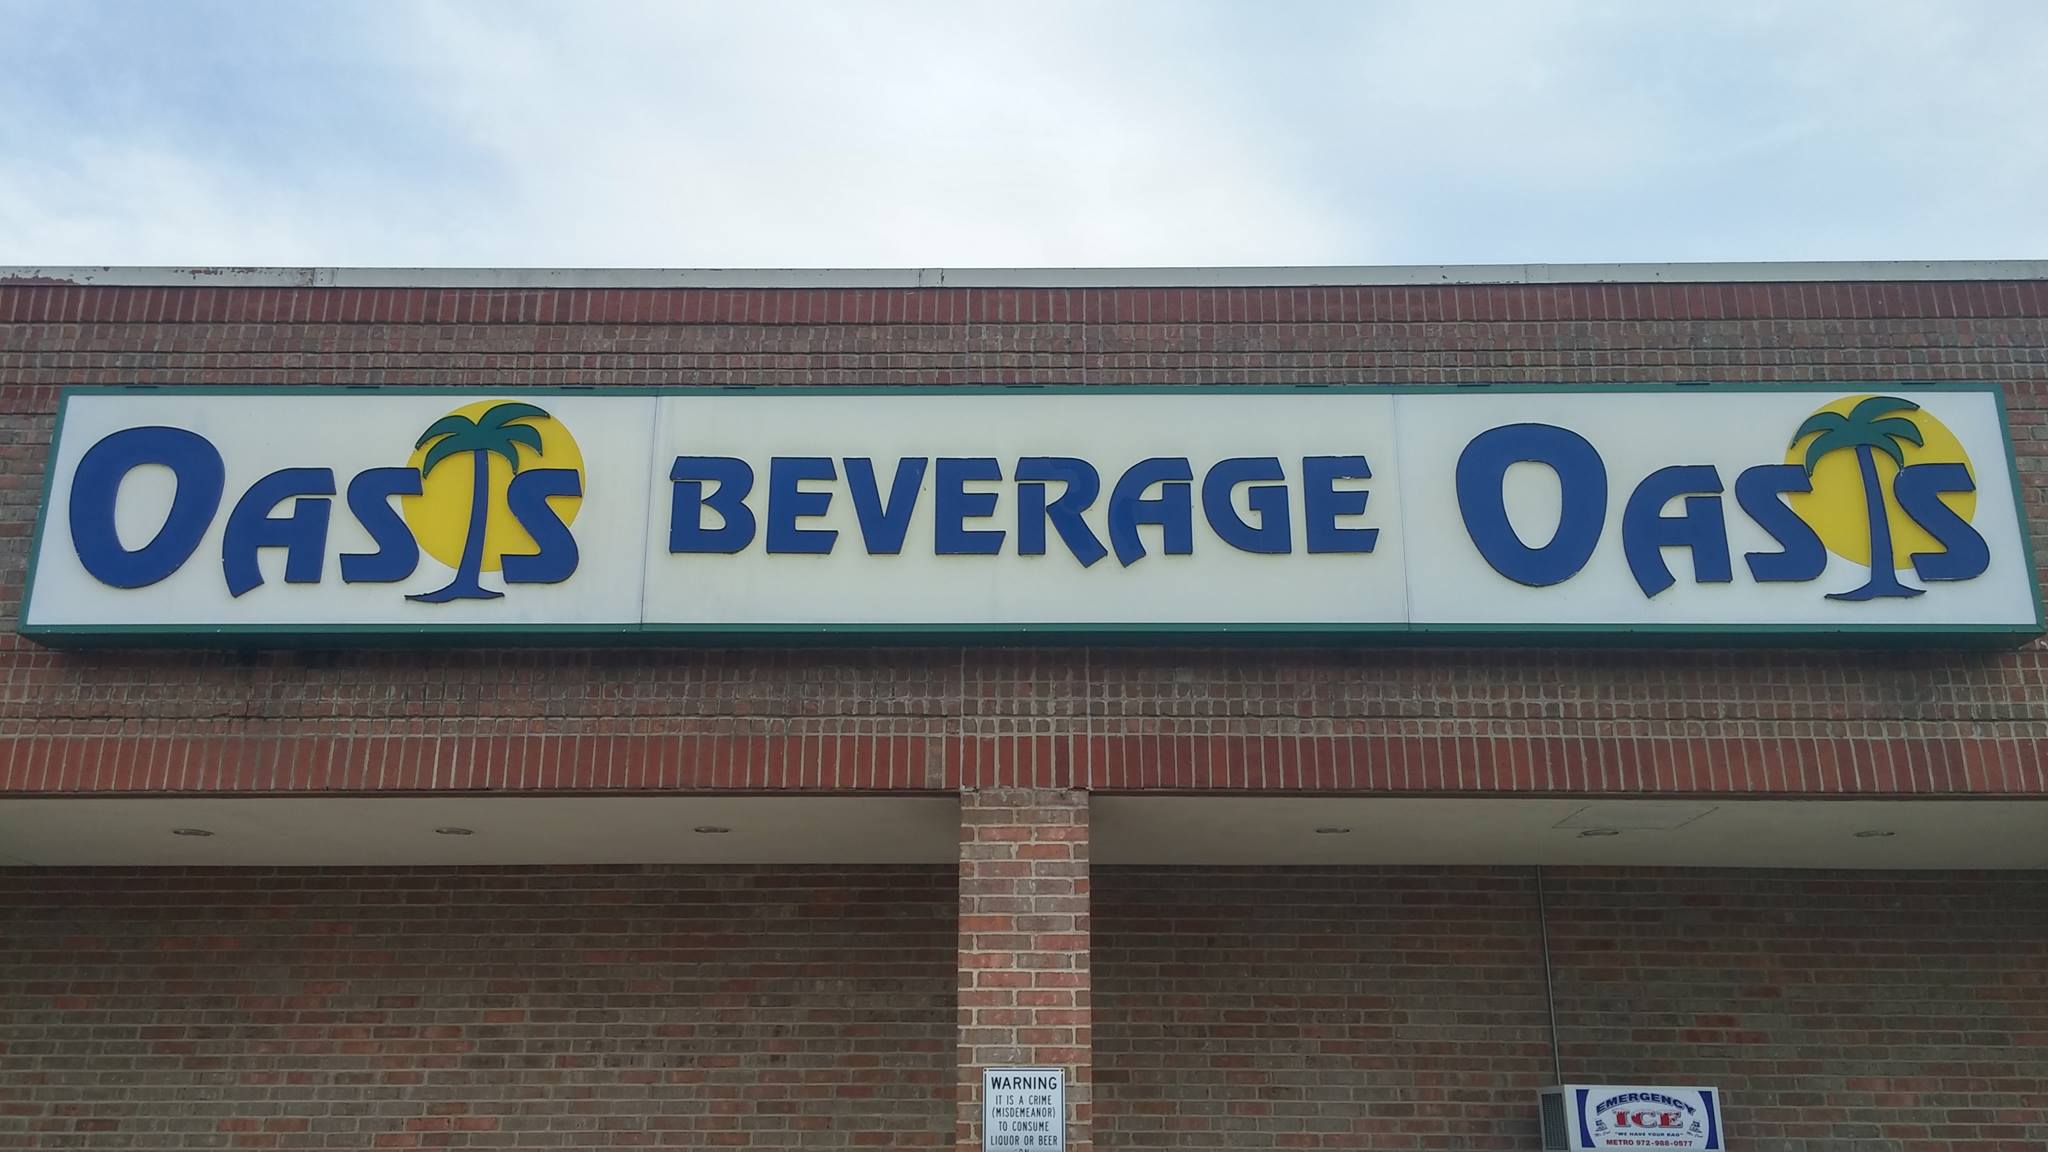 OASIS BEVERAGE OASIS
WARNING
IT IS A CRIME
(MISDEMEANOR)
TO CONSUME
LIQUOR OR BEER
ON
EMERGENCY
ICE
"WE HAVE YOUR BAG"
METRO 972-988-0577